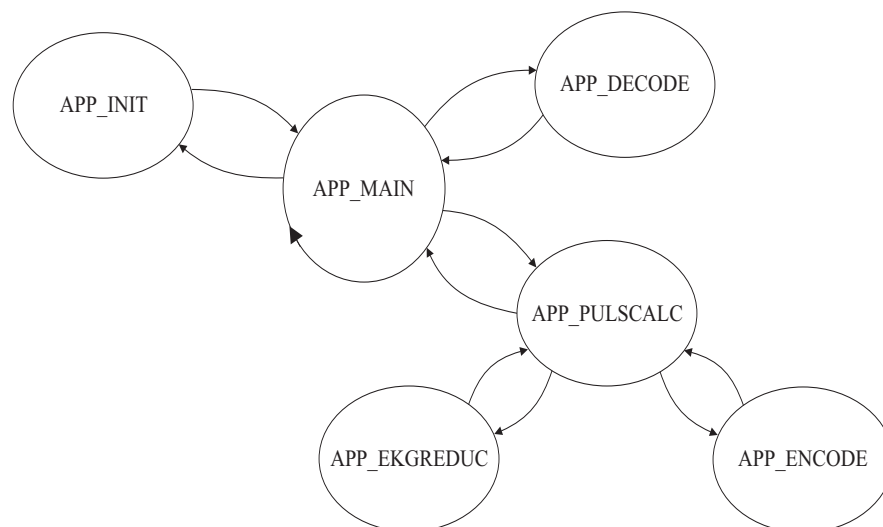 APP_DECODE
APP_INIT
APP_MAIN
APP_PULSCALC
APP_EKGREDUC
APP_ENCODE